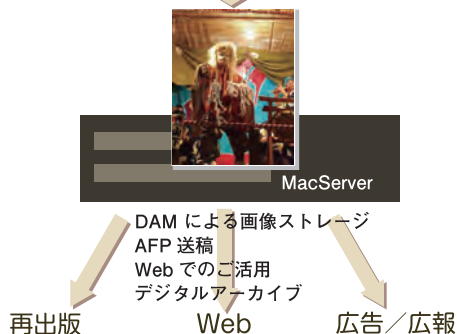 MacServer
DAM による画像ストレージ
AFP 送稿
Web でのご活用
デジタルアーカイブ
再出版
Web
広告／広報